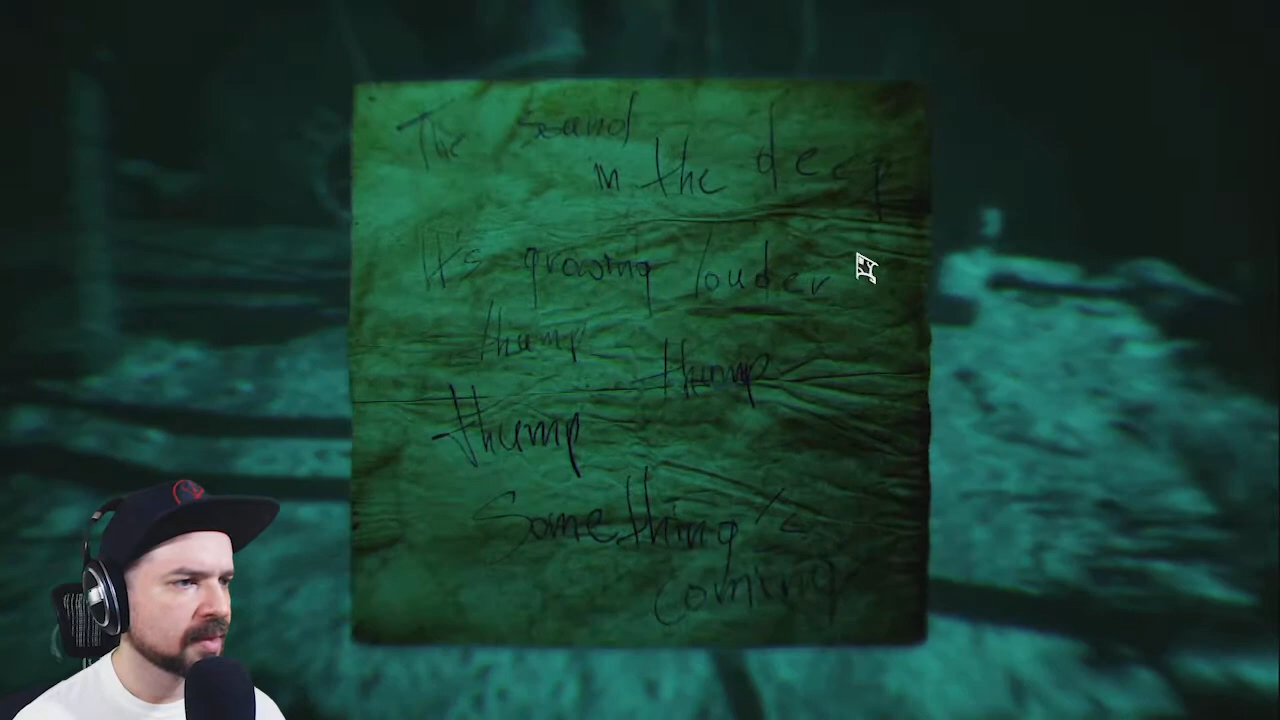 The sound
in the deep
It's growing louder
thump
thump
thump
Something's
coming